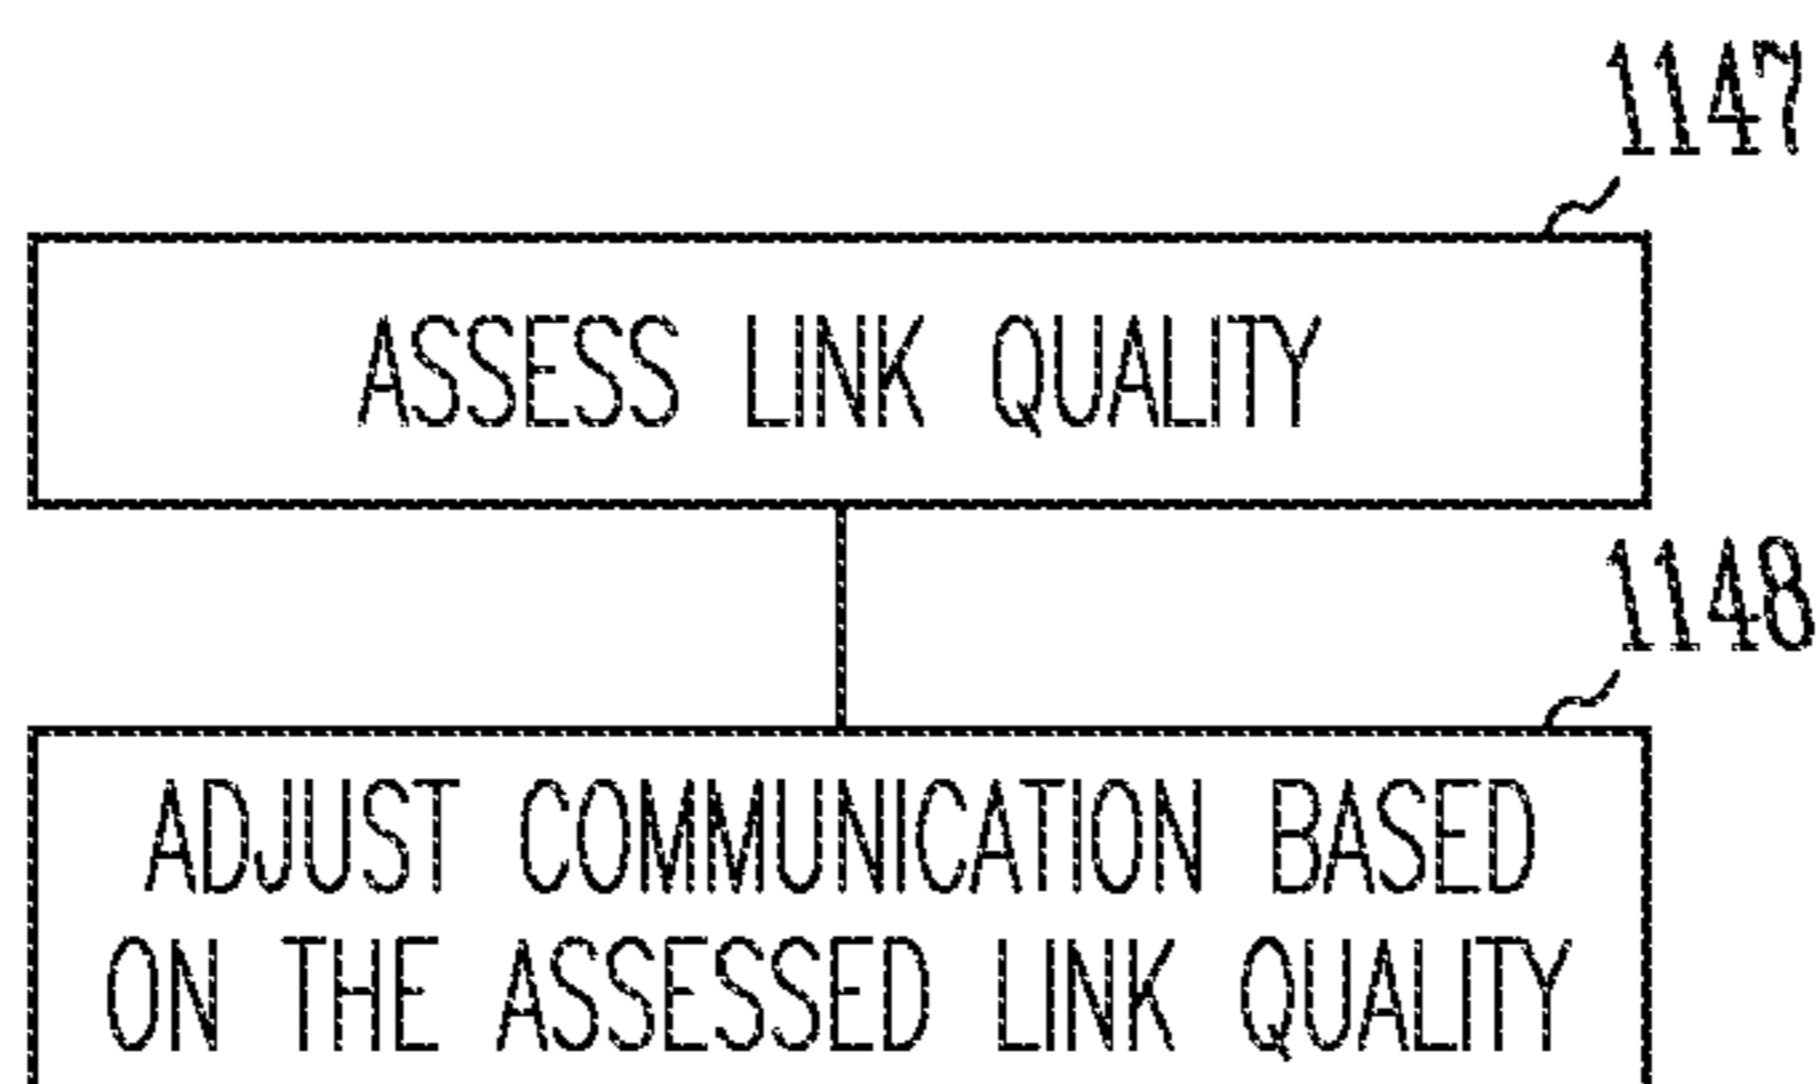 1147
ASSESS LINK QUALITY
1148
ADJUST COMMUNICATION BASED
ON THE ASSESSED LINK QUALITY